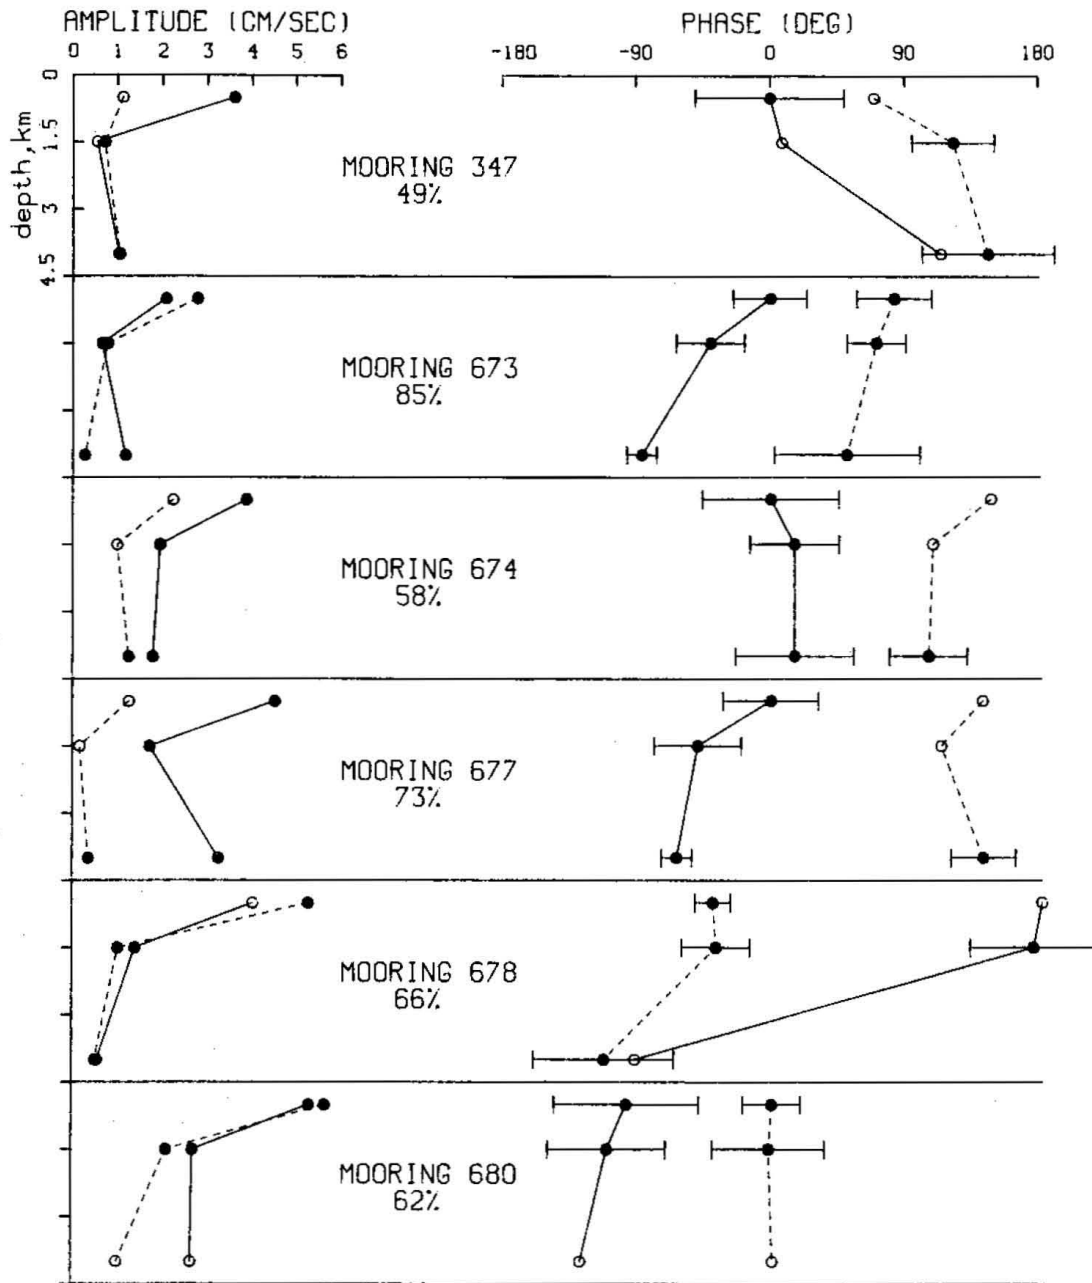 AMPLITUDE (CM/SEC) PHASE (DEG)
0 1 2 3 4 5 6 -180 -90 0 90 180
depth,km
0
1.5
3
4.5
MOORING 347
49%
MOORING 673
85%
MOORING 674
58%
MOORING 677
73%
MOORING 678
66%
MOORING 680
62%